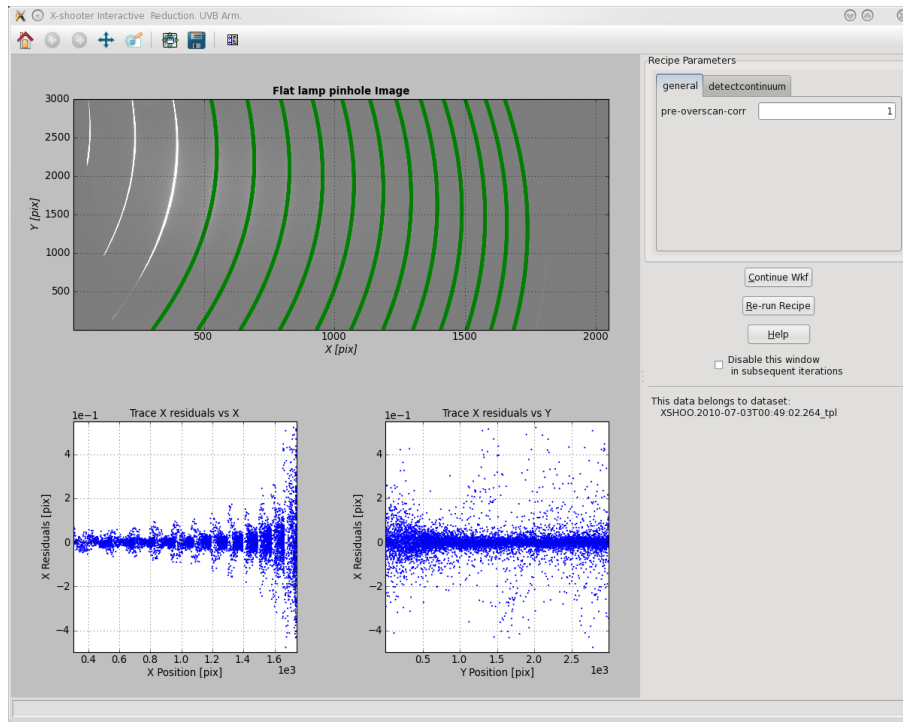 X-shooter Interactive Reduction. UVB Arm.
Recipe Parameters
general detectcontinuum
pre-overscan-corr 1
Continue Wkf
Re-run Recipe
Help
Disable this window
in subsequent iterations
This data belongs to dataset:
XSHOO.2010-07-03T00:49:02.264_tpl
Flat lamp pinhole Image
3000
2500
2000
1500
1000
500
Y [pix]
500 1000 1500 2000
X [pix]
1e−1 Trace X residuals vs X
4
2
0
−2
−4
X Residuals [pix]
0.4 0.6 0.8 1.0 1.2 1.4 1.6
1e3
X Position [pix]
1e−1 Trace X residuals vs Y
4
2
0
−2
−4
X Residuals [pix]
0.5 1.0 1.5 2.0 2.5
1e3
Y Position [pix]